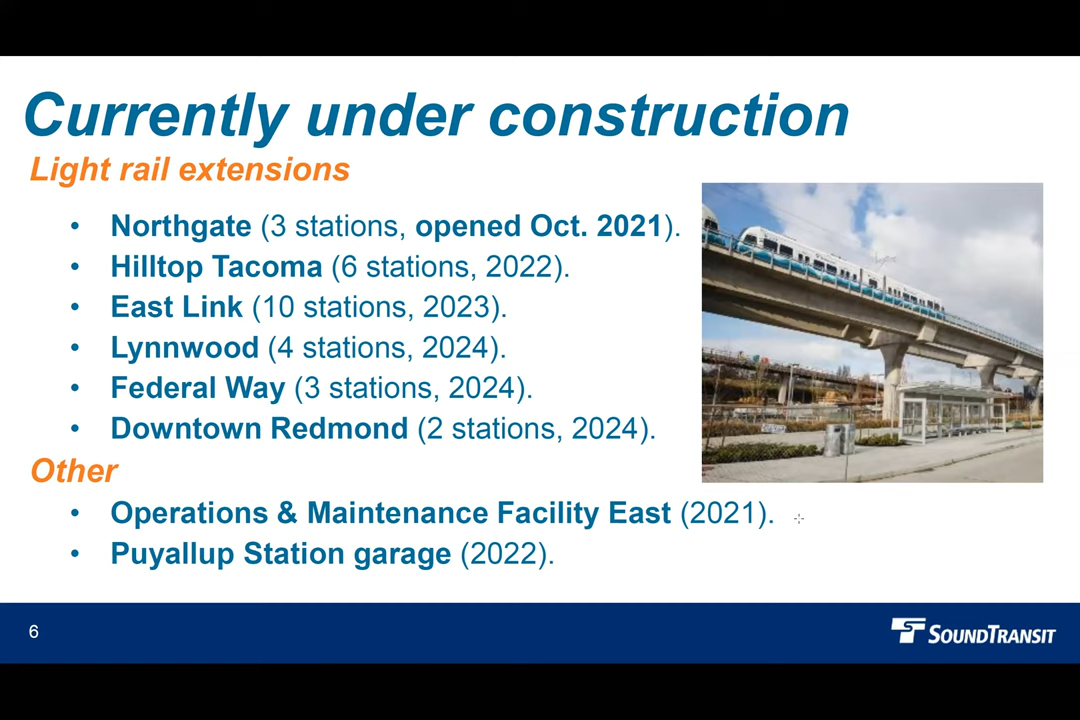 Currently under construction
Light rail extensions
• Northgate (3 stations, opened Oct. 2021).
• Hilltop Tacoma (6 stations, 2022).
• East Link (10 stations, 2023).
• Lynnwood (4 stations, 2024).
• Federal Way (3 stations, 2024).
• Downtown Redmond (2 stations, 2024).
Other
• Operations & Maintenance Facility East (2021).
• Puyallup Station garage (2022).
6
SOUNDTRANSIT